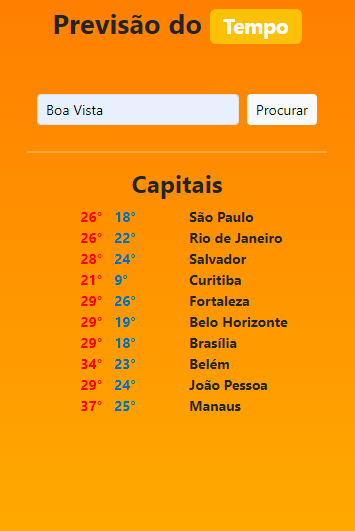 Previsão do Tempo
Boa Vista Procurar
Capitais
26° 18° São Paulo
26° 22° Rio de Janeiro
28° 24° Salvador
21° 9° Curitiba
29° 26° Fortaleza
29° 19° Belo Horizonte
29° 18° Brasília
34° 23° Belém
29° 24° João Pessoa
37° 25° Manaus